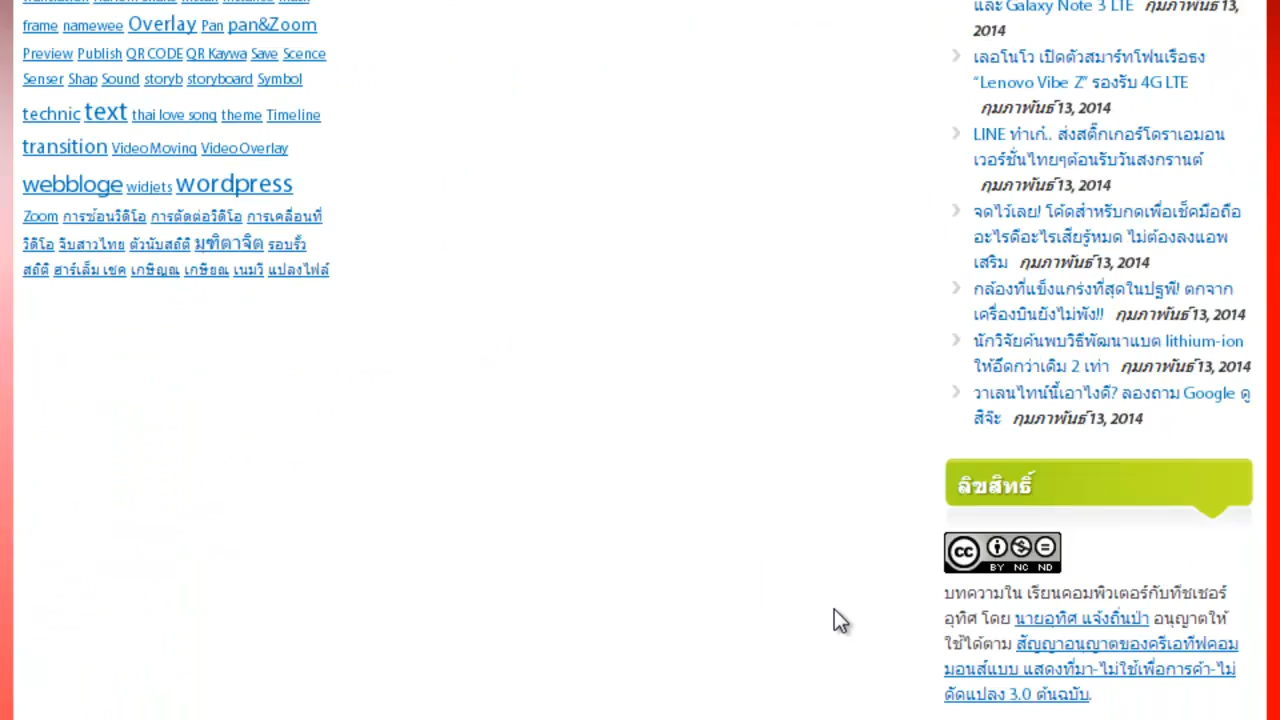 frame namewee Overlay Pan pan&Zoom
Preview Publish QR CODE QR Kaywa Save Scence
Senser Shap Sound storyb storyboard Symbol
technic text thai love song theme Timeline
transition Video Moving Video Overlay
webbloge widjets wordpress
Zoom การซ้อนวิดีโอ การตัดต่อวิดีโอ การเคลื่อนที่
วิดีโอ จิบสาวไทย ตัวนับสถิติ มฑิตาจิต รอบรั้ว
สถิติ ฮาร์เล็ม เชค เกษิญณ เกษียณ เนมวี แปลงไฟล์
และ Galaxy Note 3 LTE กุมภาพันธ์ 13,
2014
เลอโนโว เปิดตัวสมาร์ทโฟนเรือธง
“Lenovo Vibe Z” รองรับ 4G LTE
กุมภาพันธ์ 13, 2014
LINE ทำเก๋.. ส่งสติ๊กเกอร์โดราเอมอน
เวอร์ชั่นไทยๆต้อนรับวันสงกรานต์
กุมภาพันธ์ 13, 2014
จดไว้เลย! โค้ดสำหรับกดเพื่อเช็คมือถือ
อะไรดีอะไรเสียรู้หมด ไม่ต้องลงแอพ
เสริม กุมภาพันธ์ 13, 2014
กล้องที่แข็งแกร่งที่สุดในปฐพี! ตกจาก
เครื่องบินยังไม่พัง!! กุมภาพันธ์ 13, 2014
นักวิจัยค้นพบวิธีพัฒนาแบต lithium-ion
ให้อึดกว่าเดิม 2 เท่า กุมภาพันธ์ 13, 2014
วาเลนไทน์นี้เอาไงดี? ลองถาม Google ดู
สิจ๊ะ กุมภาพันธ์ 13, 2014
ลิขสิทธิ์
cc BY NC ND
บทความใน เรียนคอมพิวเตอร์กับทีชเชอร์
อุทิศ โดย นายอุทิศ แจ้งถิ่นป่า อนุญาตให้
ใช้ได้ตาม สัญญาอนุญาตของครีเอทีฟคอม
มอนส์แบบ แสดงที่มา-ไม่ใช้เพื่อการค้า-ไม่
ดัดแปลง 3.0 ต้นฉบับ.